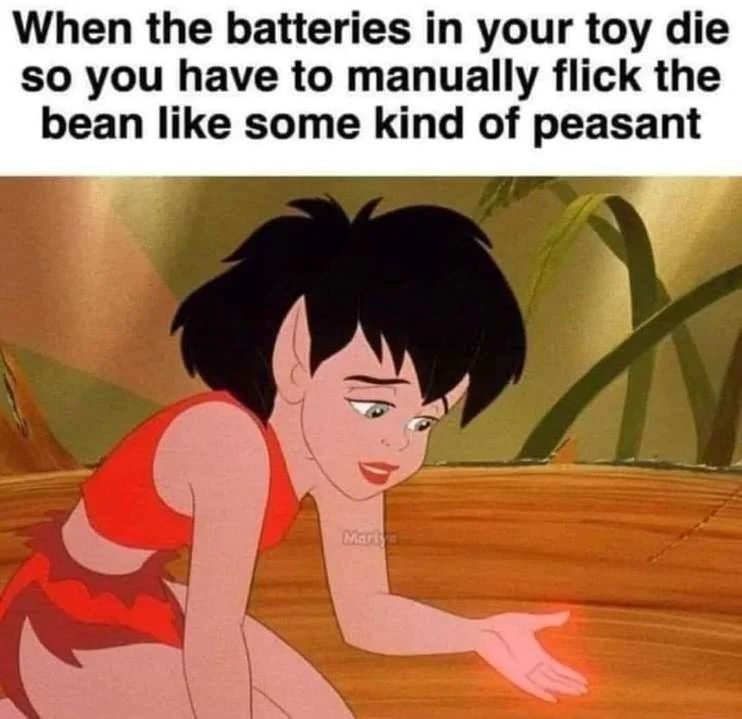 When the batteries in your toy die
so you have to manually flick the
bean like some kind of peasant